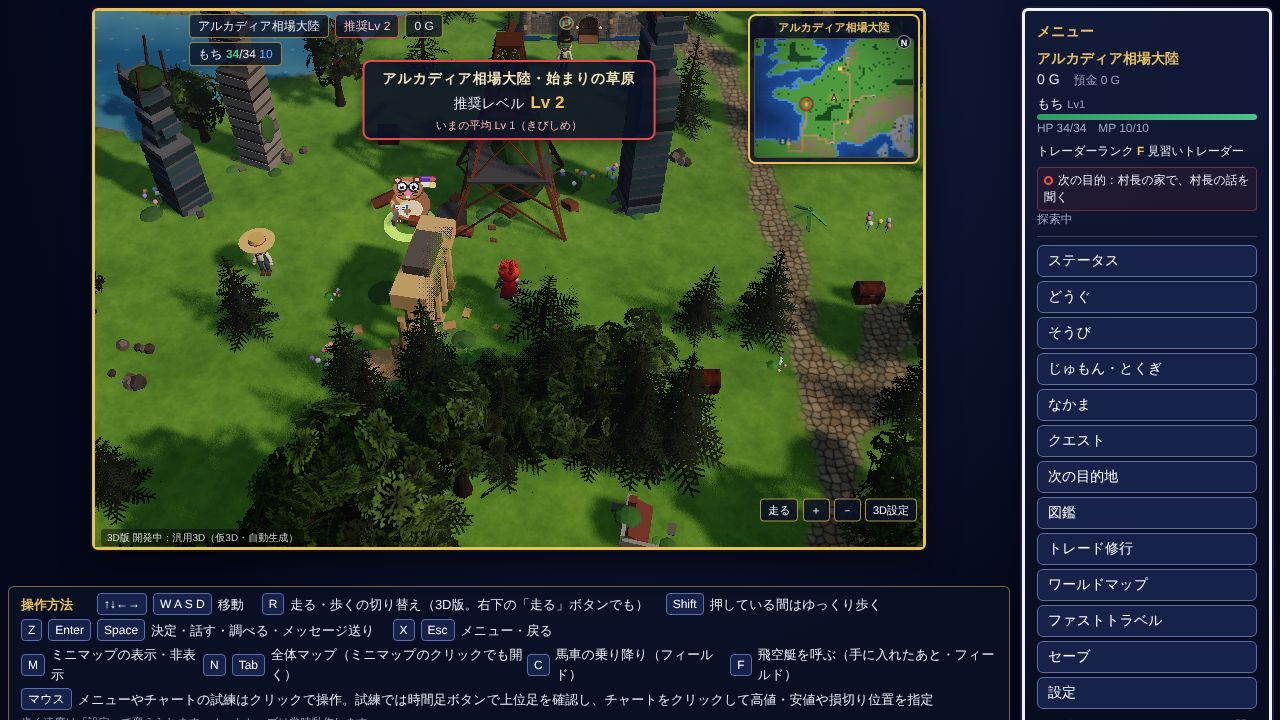 アルカディア相場大陸 推奨Lv 2 0 G
もち 34/34 10
アルカディア相場大陸・始まりの草原
推奨レベル Lv 2
いまの平均 Lv 1（きびしめ）
アルカディア相場大陸
N
走る + − 3D設定
3D版 開発中：汎用3D（仮3D・自動生成）
メニュー
アルカディア相場大陸
0 G 預金 0 G
もち Lv1
HP 34/34 MP 10/10
トレーダーランク F 見習いトレーダー
次の目的：村長の家で、村長の話を
聞く
探索中
ステータス
どうぐ
そうび
じゅもん・とくぎ
なかま
クエスト
次の目的地
図鑑
トレード修行
ワールドマップ
ファストトラベル
セーブ
設定
操作方法 ↑↓←→ W A S D 移動 R 走る・歩くの切り替え（3D版。右下の「走る」ボタンでも） Shift 押している間はゆっくり歩く
Z Enter Space 決定・話す・調べる・メッセージ送り X Esc メニュー・戻る
M ミニマップの表示・非表示 N Tab 全体マップ（ミニマップのクリックでも開く） C 馬車の乗り降り（フィールド） F 飛空艇を呼ぶ（手に入れたあと・フィールド）
マウス メニューやチャートの試練はクリックで操作。試練では時間足ボタンで上位足を確認し、チャートをクリックして高値・安値や損切り位置を指定